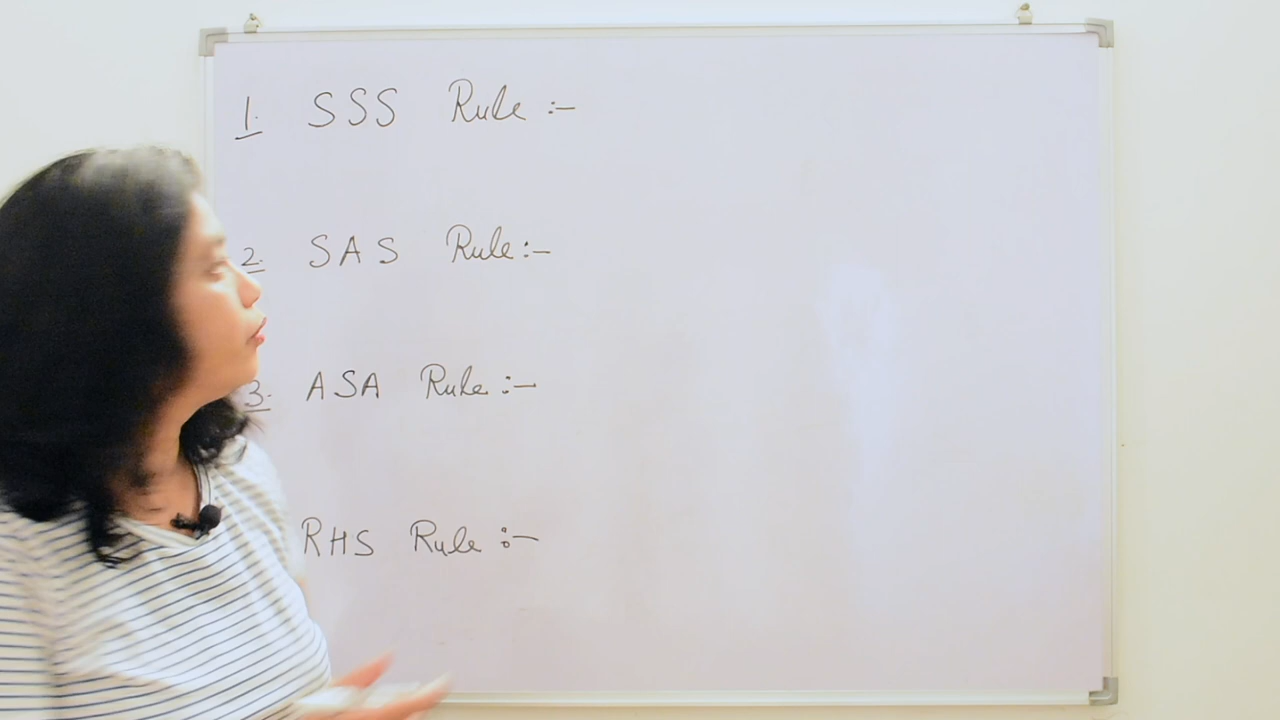 1. SSS Rule :-
2. SAS Rule :-
3. ASA Rule :-
RHS Rule :-